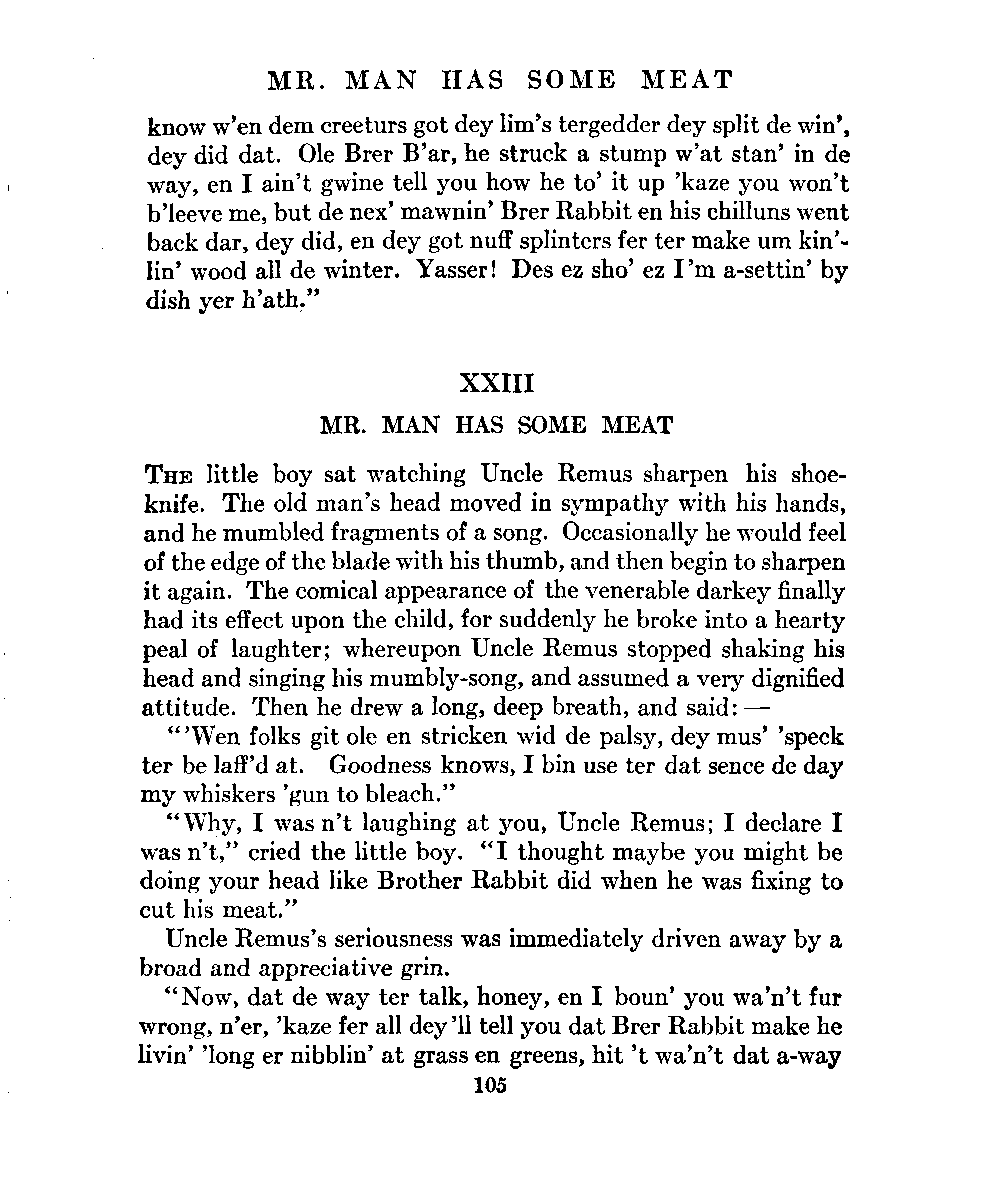 MR. MAN HAS SOME MEAT
know w'en dem creeturs got dey lim's tergedder dey split de win',
dey did dat. Ole Brer B'ar, he struck a stump w'at stan' in de
way, en I ain't gwine tell you how he to' it up 'kaze you won't
b'leeve me, but de nex' mawnin' Brer Rabbit en his chilluns went
back dar, dey did, en dey got nuff splinters fer ter make um kin'-
lin' wood all de winter. Yasser! Des ez sho' ez I'm a-settin' by
dish yer h'ath."
XXIII
MR. MAN HAS SOME MEAT
THE little boy sat watching Uncle Remus sharpen his shoe-
knife. The old man's head moved in sympathy with his hands,
and he mumbled fragments of a song. Occasionally he would feel
of the edge of the blade with his thumb, and then begin to sharpen
it again. The comical appearance of the venerable darkey finally
had its effect upon the child, for suddenly he broke into a hearty
peal of laughter; whereupon Uncle Remus stopped shaking his
head and singing his mumbly-song, and assumed a very dignified
attitude. Then he drew a long, deep breath, and said: —
"'Wen folks git ole en stricken wid de palsy, dey mus' 'speck
ter be laff'd at. Goodness knows, I bin use ter dat sence de day
my whiskers 'gun to bleach."
"Why, I was n't laughing at you, Uncle Remus; I declare I
was n't," cried the little boy. "I thought maybe you might be
doing your head like Brother Rabbit did when he was fixing to
cut his meat."
Uncle Remus's seriousness was immediately driven away by a
broad and appreciative grin.
"Now, dat de way ter talk, honey, en I boun' you wa'n't fur
wrong, n'er, 'kaze fer all dey 'll tell you dat Brer Rabbit make he
livin' 'long er nibblin' at grass en greens, hit 't wa'n't dat a-way
105